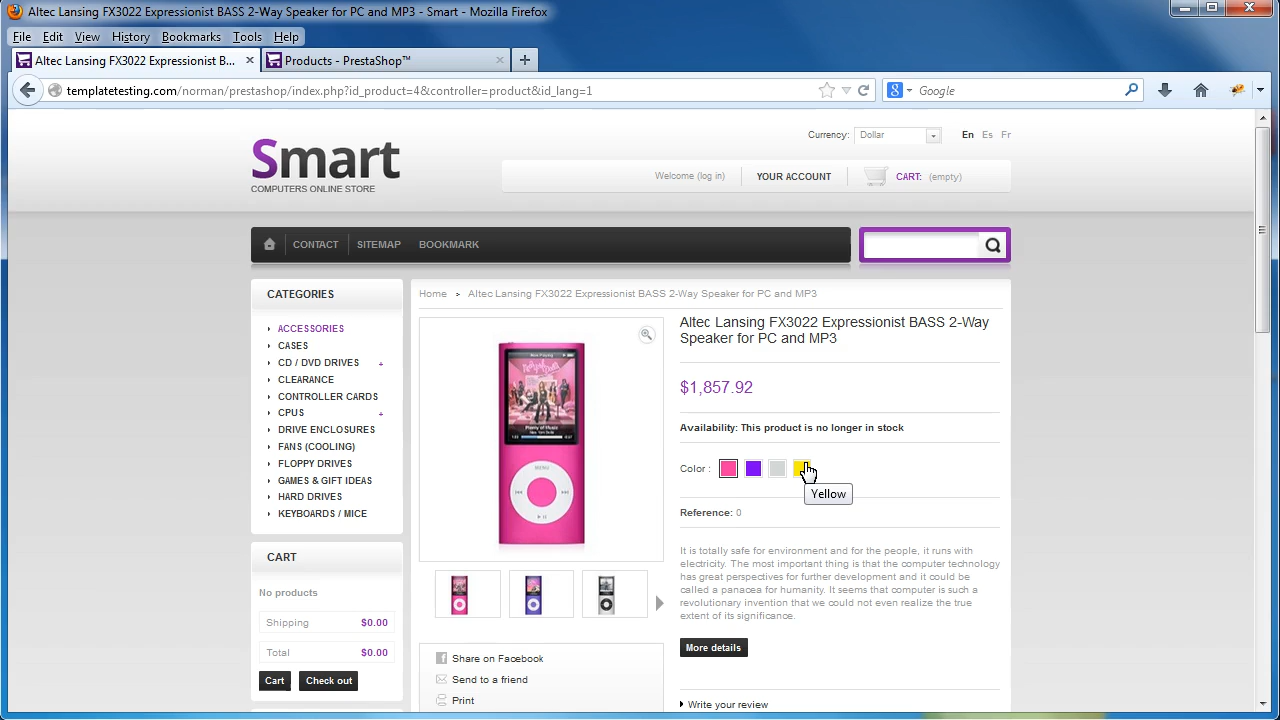 Altec Lansing FX3022 Expressionist BASS 2-Way Speaker for PC and MP3 - Smart - Mozilla Firefox
File Edit View History Bookmarks Tools Help
Altec Lansing FX3022 Expressionist B...
Products - PrestaShop™
templatetesting.com/jerman/prestashop/index.php?id_product=4&controller=product&id_lang=1
Google
Currency: Dollar
En Es Fr
Smart
COMPUTERS ONLINE STORE
Welcome (log in)
YOUR ACCOUNT
CART: (empty)
CONTACT SITEMAP BOOKMARK
CATEGORIES
ACCESSORIES
CASES
CD / DVD DRIVES +
CLEARANCE
CONTROLLER CARDS
CPUS +
DRIVE ENCLOSURES
FANS (COOLING)
FLOPPY DRIVES
GAMES & GIFT IDEAS
HARD DRIVES
KEYBOARDS / MICE
CART
No products
Shipping $0.00
Total $0.00
Cart Check out
Home > Altec Lansing FX3022 Expressionist BASS 2-Way Speaker for PC and MP3
Now Playing
MENU
Share on Facebook
Send to a friend
Print
Altec Lansing FX3022 Expressionist BASS 2-Way
Speaker for PC and MP3
$1,857.92
Availability: This product is no longer in stock
Color :
Yellow
Reference: 0
It is totally safe for environment and for the people, it runs with
electricity. The most important thing is that the computer technology
has great perspectives for further development and it could be
called a panacea for humanity. It seems that computer is such a
revolutionary invention that we could not even realize the true
extent of its significance.
More details
Write your review